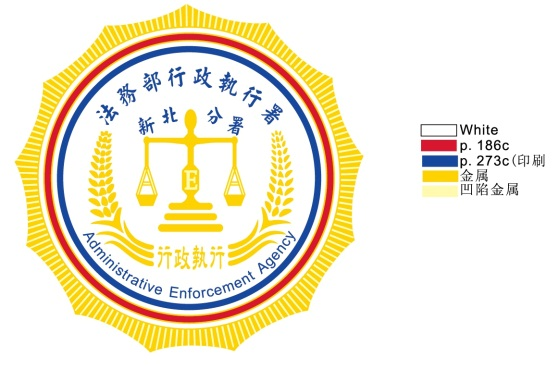 法務部行政執行署
新北分署
A E A
行政執行
Administrative Enforcement Agency
White
p. 186c
p. 273c(印刷
金属
凹陷金属